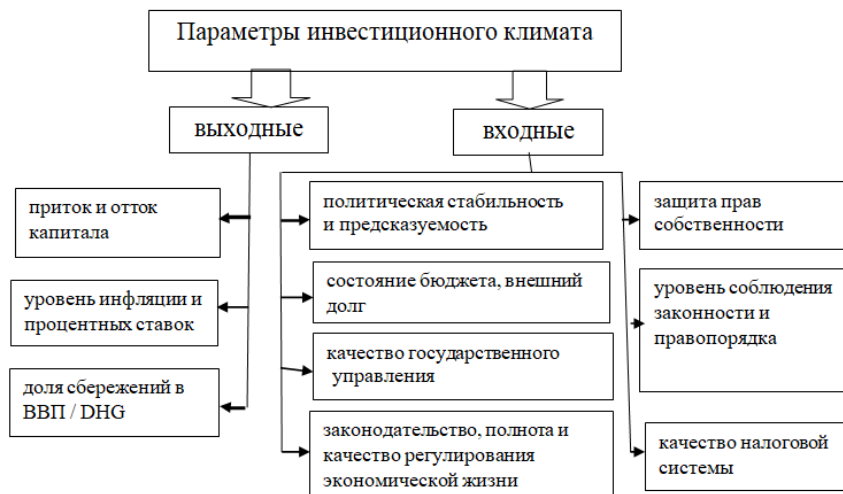 Параметры инвестиционного климата
выходные
входные
приток и отток
капитала
уровень инфляции и
процентных ставок
доля сбережений в
ВВП / DHG
политическая стабильность
и предсказуемость
состояние бюджета, внешний
долг
качество государственного
управления
законодательство, полнота и
качество регулирования
экономической жизни
защита прав
собственности
уровень соблюдения
законности и
правопорядка
качество налоговой
системы